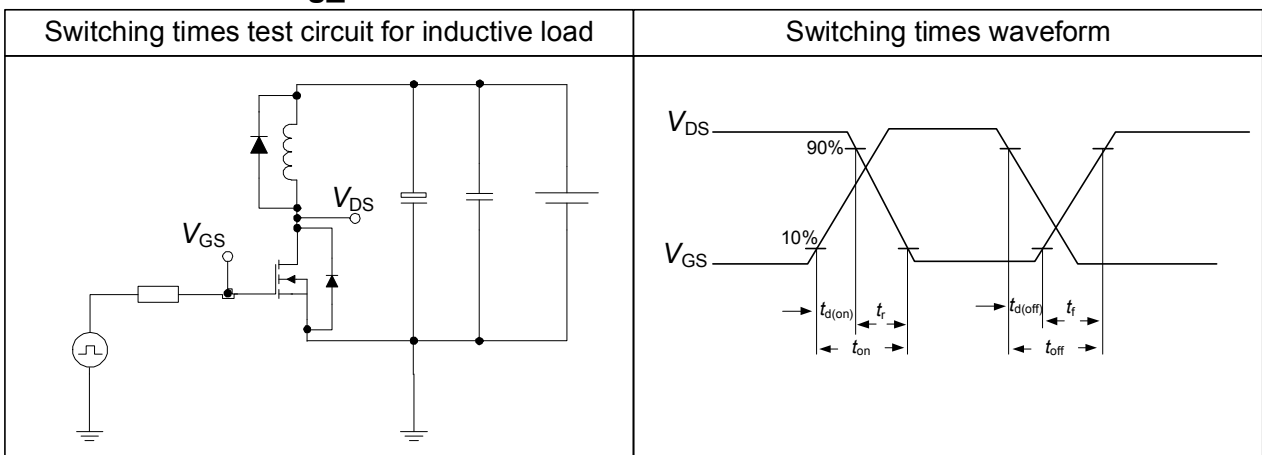 Switching times test circuit for inductive load
Switching times waveform
VDS
VGS
VDS
90%
10%
VGS
td(on)
tr
td(off)
tf
ton
toff